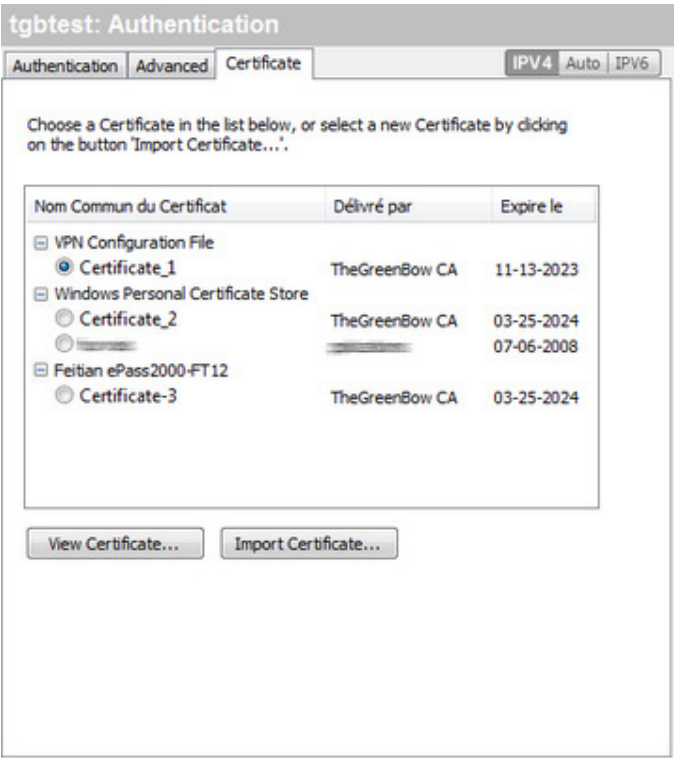 tgbtest: Authentication
Authentication Advanced Certificate IPV4 Auto IPV6
Choose a Certificate in the list below, or select a new Certificate by clicking
on the button 'Import Certificate...'.
Nom Commun du Certificat Délivré par Expire le
VPN Configuration File
Certificate_1 TheGreenBow CA 11-13-2023
Windows Personal Certificate Store
Certificate_2 TheGreenBow CA 03-25-2024
07-06-2008
Feitian ePass2000-FT12
Certificate-3 TheGreenBow CA 03-25-2024
View Certificate... Import Certificate...